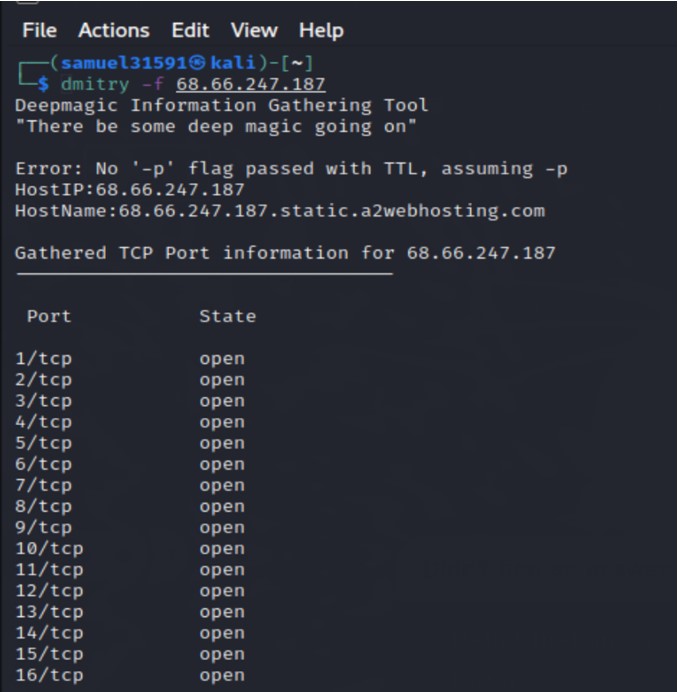 File Actions Edit View Help
┌──(samuel31591㉿kali)-[~]
└─$ dmitry -f 68.66.247.187
Deepmagic Information Gathering Tool
"There be some deep magic going on"
Error: No '-p' flag passed with TTL, assuming -p
HostIP:68.66.247.187
HostName:68.66.247.187.static.a2webhosting.com
Gathered TCP Port information for 68.66.247.187
Port State
1/tcp open
2/tcp open
3/tcp open
4/tcp open
5/tcp open
6/tcp open
7/tcp open
8/tcp open
9/tcp open
10/tcp open
11/tcp open
12/tcp open
13/tcp open
14/tcp open
15/tcp open
16/tcp open